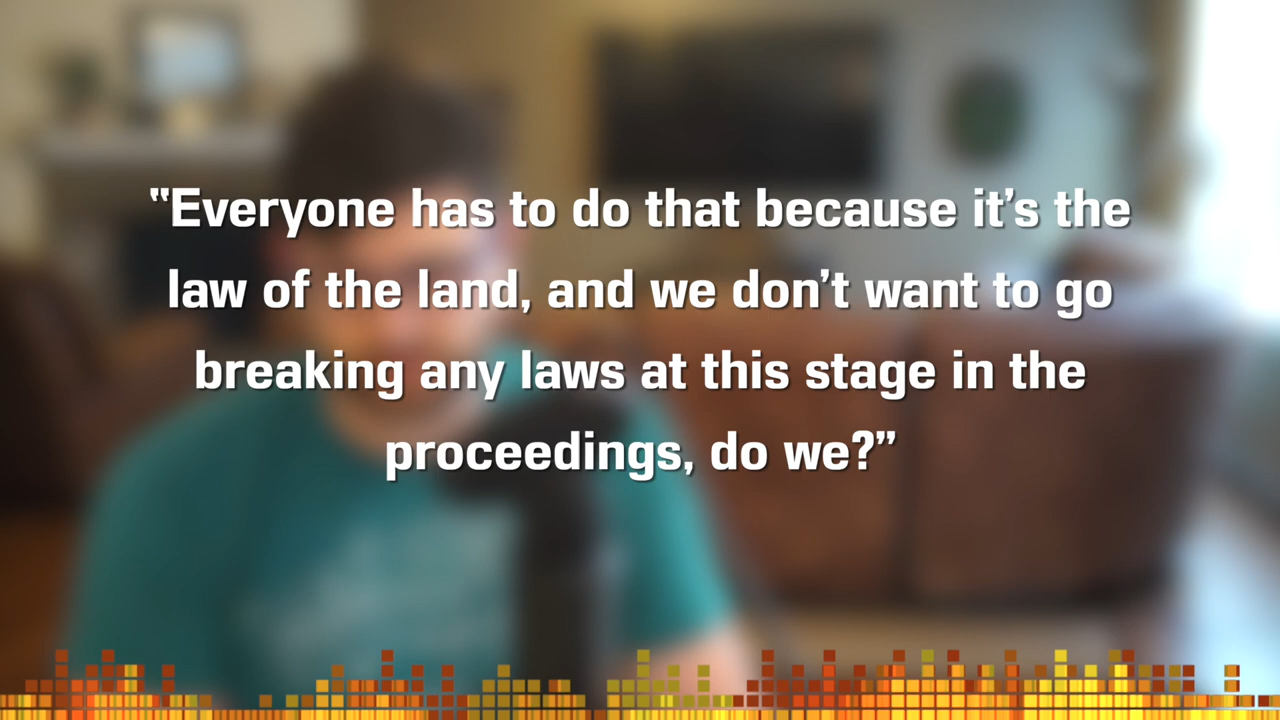 “Everyone has to do that because it’s the
law of the land, and we don’t want to go
breaking any laws at this stage in the
proceedings, do we?”